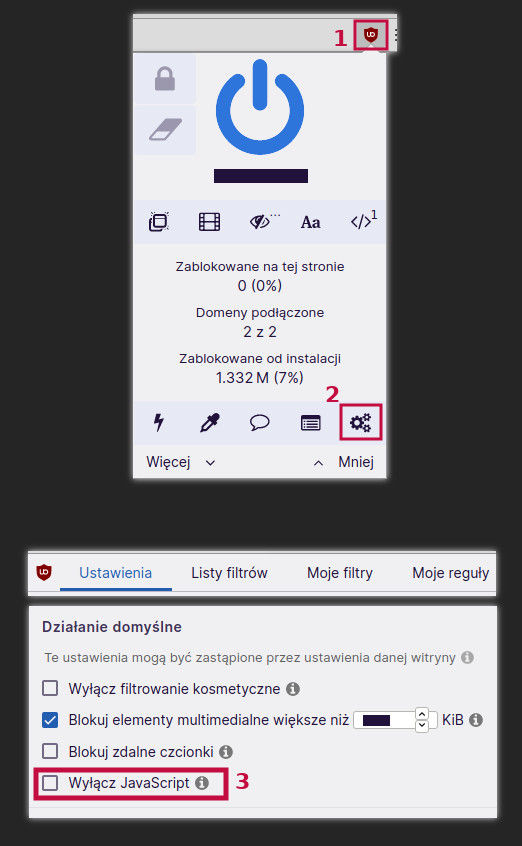 1
...
Aa
</>1
Zablokowane na tej stronie
0 (0%)
Domeny podłączone
2 z 2
Zablokowane od instalacji
1.332 M (7%)
2
Więcej Mniej
Ustawienia Listy filtrów Moje filtry Moje reguły
Działanie domyślne
Te ustawienia mogą być zastąpione przez ustawienia danej witryny
Wyłącz filtrowanie kosmetyczne
Blokuj elementy multimedialne większe niż KiB
Blokuj zdalne czcionki
Wyłącz JavaScript 3